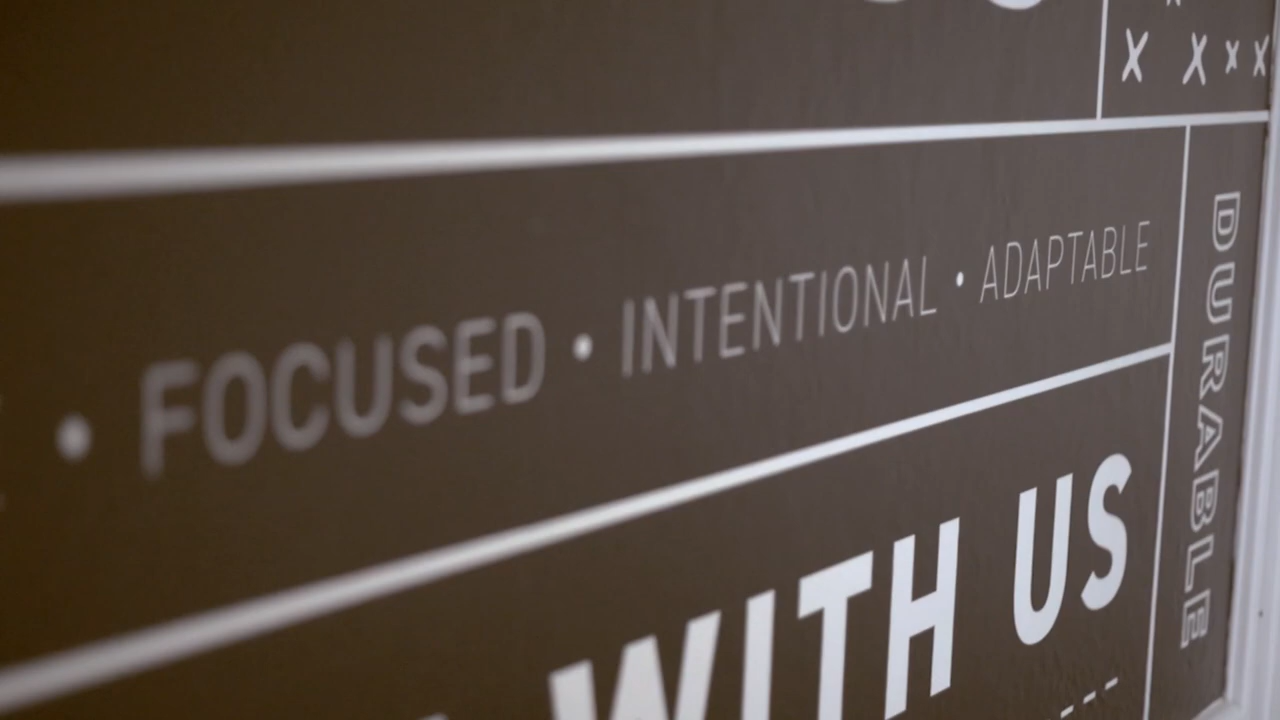 X X X X
• FOCUSED • INTENTIONAL • ADAPTABLE
WITH US
DURABLE